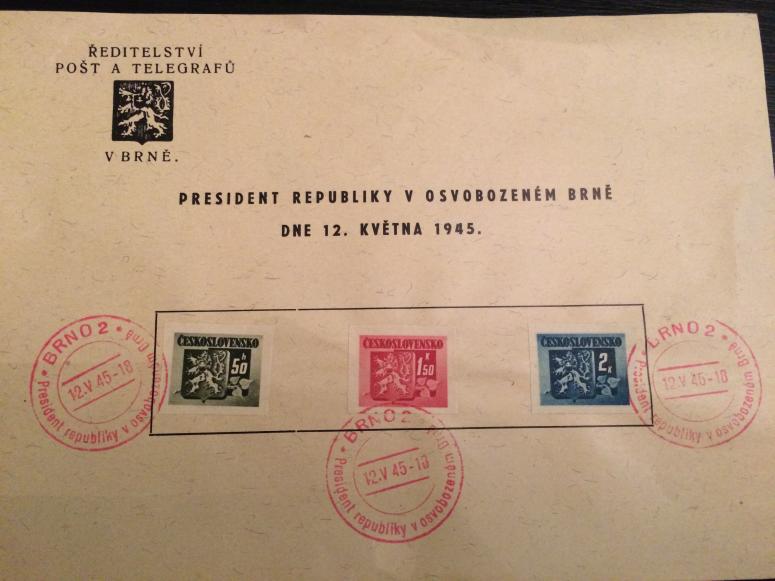 ŘEDITELSTVÍ
POŠT A TELEGRAFŮ
V BRNĚ.
PRESIDENT REPUBLIKY V OSVOBOZENÉM BRNĚ
DNE 12. KVĚTNA 1945.
ČESKOSLOVENSKO
50 h
ČESKOSLOVENSKO
1 K 50
ČESKOSLOVENSKO
2 K
BRNO 2
12.V 45-18
President republiky v osvobozeném Brně
BRNO 2
12.V 45-18
President republiky v osvobozeném Brně
BRNO 2
12.V 45-18
President republiky v osvobozeném Brně